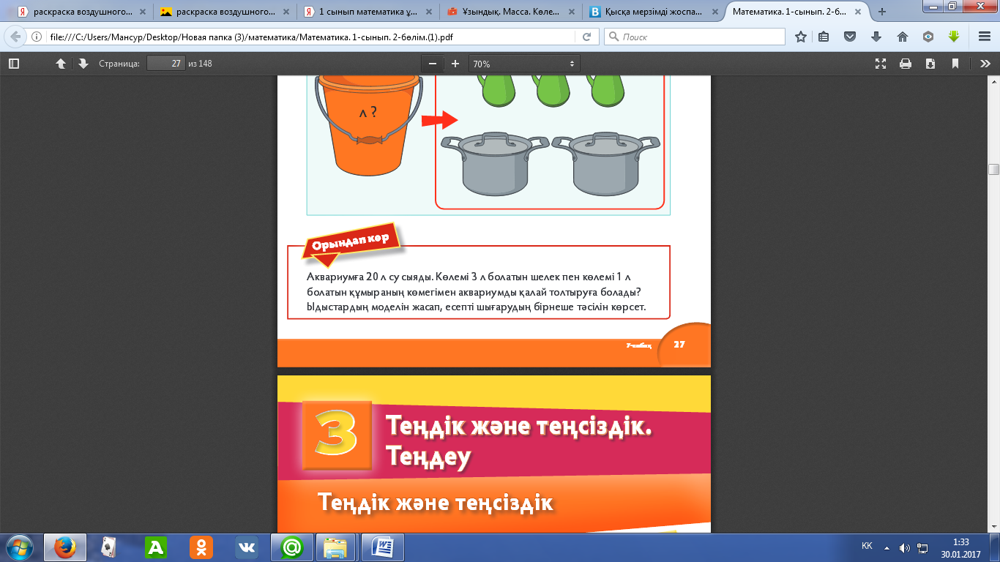 раскраска воздушного...
раскраска воздушного...
1 сынып математика ұ...
Ұзындық. Масса. Көле...
Қысқа мерзімді жоспа...
Математика. 1-сынып. 2-б...
file:///C:/Users/Мансур/Desktop/Новая папка (3)/математика/Математика. 1-сынып. 2-бөлім.(1).pdf
Поиск
Страница: 27 из 148
70%
л ?
Орындап көр
Аквариумға 20 л су сыяды. Көлемі 3 л болатын шелек пен көлемі 1 л
болатын құмыраның көмегімен аквариумды қалай толтыруға болады?
Ыдыстардың моделін жасап, есепті шығарудың бірнеше тәсілін көрсет.
7-сабақ 27
3
Теңдік және теңсіздік.
Теңдеу
Теңдік және теңсіздік
KK
1:33
30.01.2017